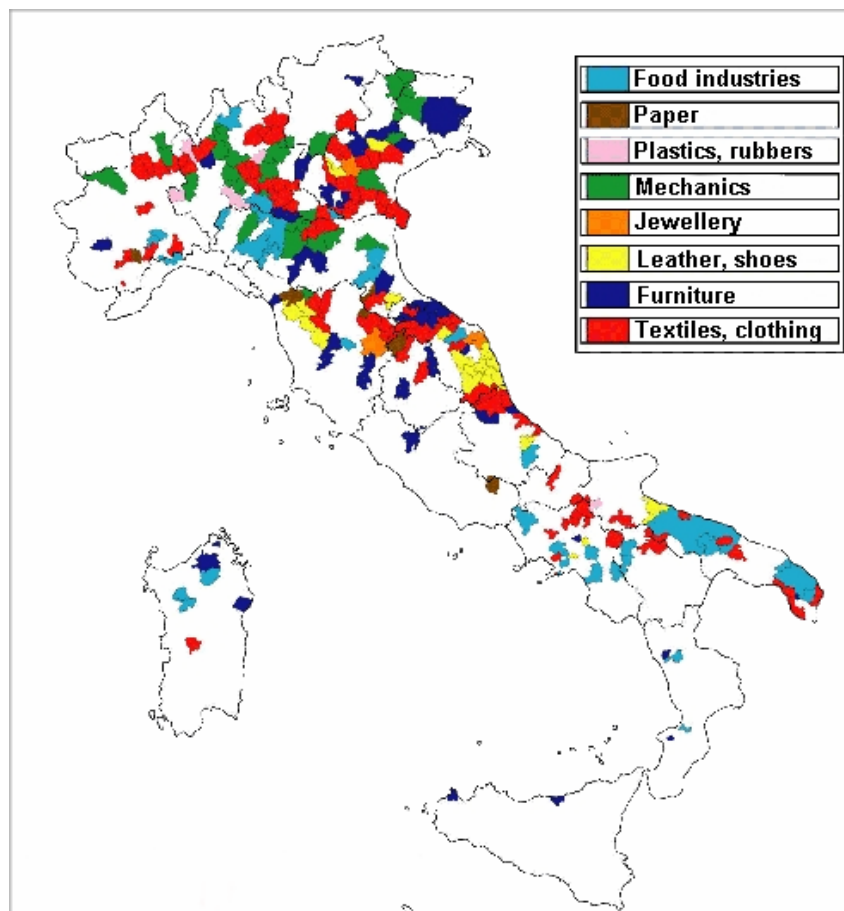 Food industries
Paper
Plastics, rubbers
Mechanics
Jewellery
Leather, shoes
Furniture
Textiles, clothing